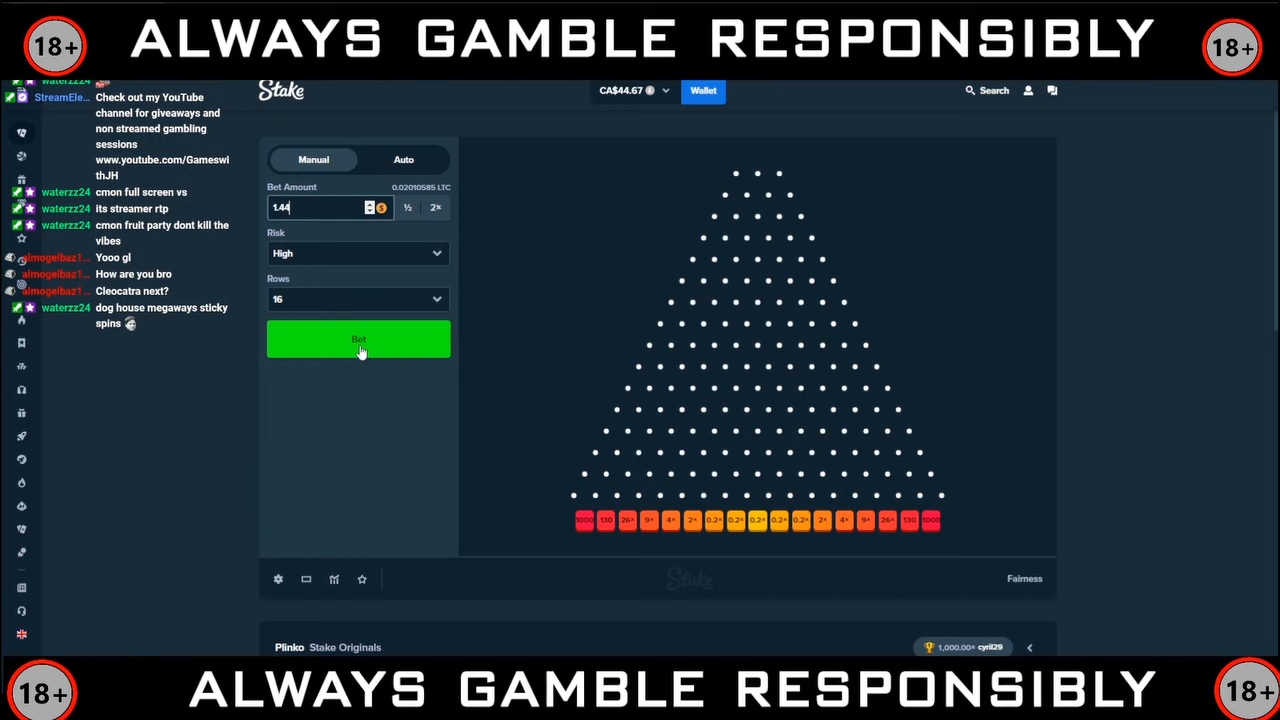 ALWAYS GAMBLE RESPONSIBLY
18+
18+
waterzz24
StreamEle... Check out my YouTube
channel for giveaways and
non streamed gambling
sessions
www.youtube.com/Gameswi
thJH
waterzz24 cmon full screen vs
waterzz24 its streamer rtp
waterzz24 cmon fruit party dont kill the
vibes
almogelbaz1... Yooo gl
almogelbaz1... How are you bro
almogelbaz1... Cleocatra next?
waterzz24 dog house megaways sticky
spins
Stake
CA$44.67
Wallet
Search
Manual Auto
Bet Amount 0.02010585 LTC
1.44 ½ 2×
Risk
High
Rows
16
Bet
1000 130 26× 9× 4× 2× 0.2× 0.2× 0.2× 0.2× 0.2× 2× 4× 9× 26× 130 1000
Stake
Fairness
Plinko Stake Originals
1,000.00× cyril29
18+
ALWAYS GAMBLE RESPONSIBLY
18+